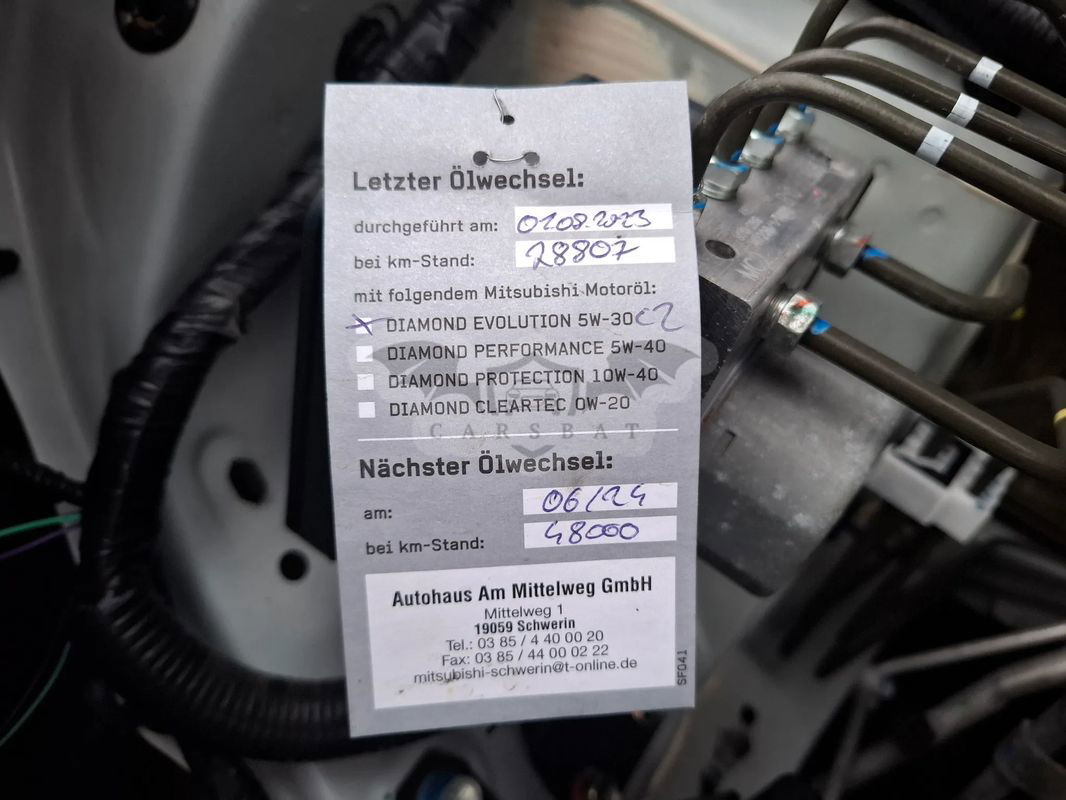 Letzter Ölwechsel:
durchgeführt am: 01.08.2023
bei km-Stand: 28807
mit folgendem Mitsubishi Motoröl:
X DIAMOND EVOLUTION 5W-30 C2
DIAMOND PERFORMANCE 5W-40
DIAMOND PROTECTION 10W-40
DIAMOND CLEARTEC 0W-20
CARSBAT
Nächster Ölwechsel:
am: 06/24
bei km-Stand: 48000
Autohaus Am Mittelweg GmbH
Mittelweg 1
19059 Schwerin
Tel.: 03 85 / 4 40 00 20
Fax: 03 85 / 44 00 02 22
mitsubishi-schwerin@t-online.de
SF041
MC